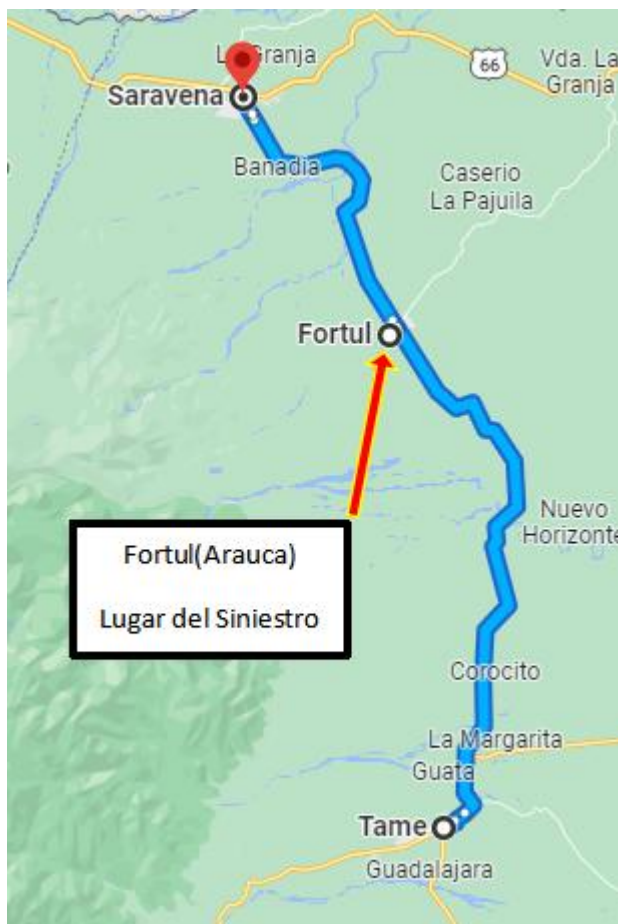 La Granja
Saravena
66
Vda. La
Granja
Banadia
Caserio
La Pajuila
Fortul
Nuevo
Horizonte
Fortul(Arauca)
Lugar del Siniestro
Corocito
La Margarita
Guata
Tame
Guadalajara